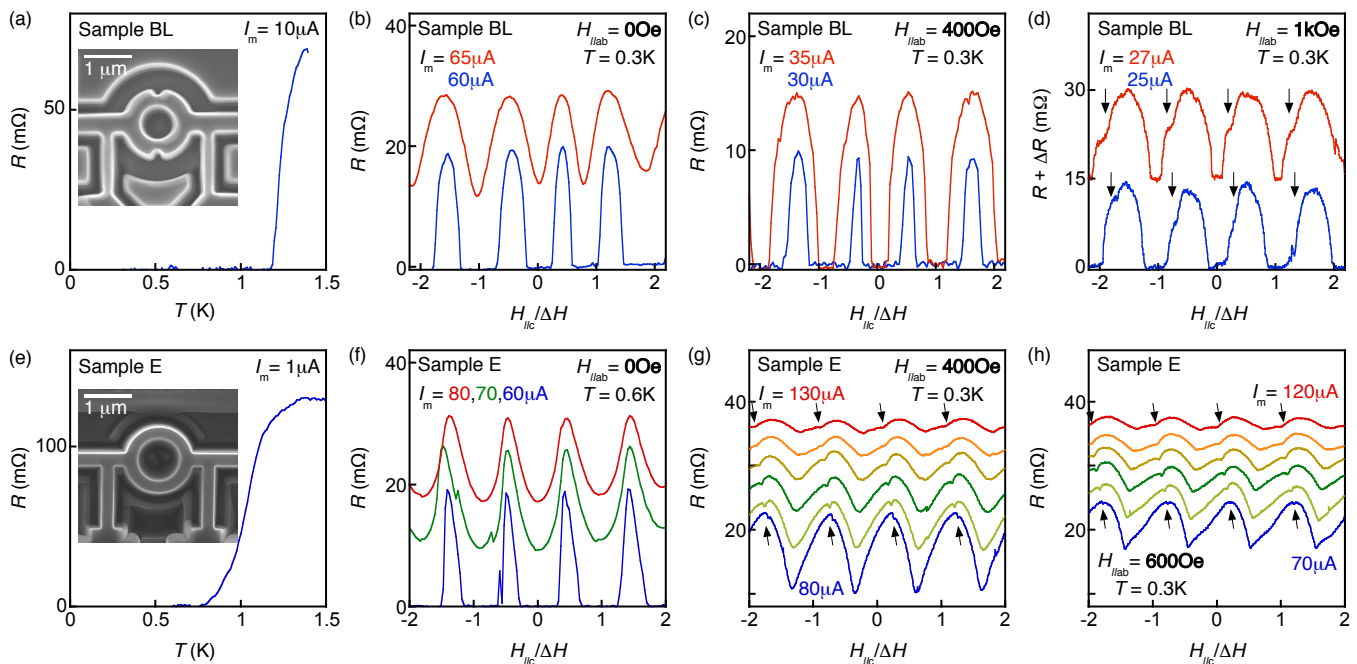 (a)
Sample BL
I_m = 10μA
1 μm
50
0
R (mΩ)
0
0.5
1
1.5
T (K)
(b)
Sample BL
H_//ab = 0Oe
T = 0.3K
I_m = 65μA
60μA
40
20
0
R (mΩ)
-2
-1
0
1
2
H_//c/ΔH
(c)
Sample BL
H_//ab = 400Oe
T = 0.3K
I_m = 35μA
30μA
20
10
0
R (mΩ)
-2
-1
0
1
2
H_//c/ΔH
(d)
Sample BL
H_//ab = 1kOe
T = 0.3K
I_m = 27μA
25μA
30
15
0
R + ΔR (mΩ)
-2
-1
0
1
2
H_//c/ΔH
(e)
Sample E
I_m = 1μA
1 μm
100
0
R (mΩ)
0
0.5
1
1.5
T (K)
(f)
Sample E
H_//ab = 0Oe
T = 0.6K
I_m = 80,70,60μA
40
20
0
R (mΩ)
-2
-1
0
1
2
H_//c/ΔH
(g)
Sample E
H_//ab = 400Oe
T = 0.3K
I_m = 130μA
80μA
40
20
R (mΩ)
-2
-1
0
1
2
H_//c/ΔH
(h)
Sample E
I_m = 120μA
H_//ab = 600Oe
T = 0.3K
70μA
40
20
R (mΩ)
-2
-1
0
1
2
H_//c/ΔH